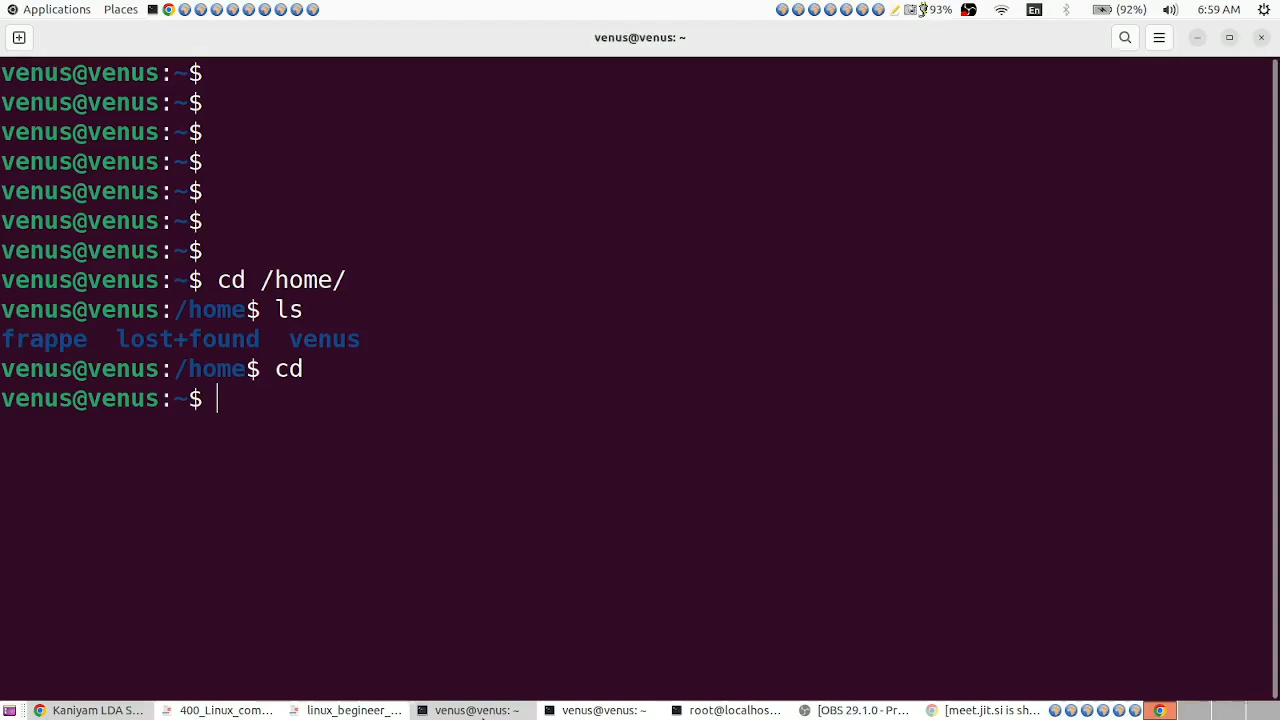 Applications Places 93% En (92%) 6:59 AM
venus@venus: ~
venus@venus:~$
venus@venus:~$
venus@venus:~$
venus@venus:~$
venus@venus:~$
venus@venus:~$
venus@venus:~$
venus@venus:~$ cd /home/
venus@venus:/home$ ls
frappe lost+found venus
venus@venus:/home$ cd
venus@venus:~$
Kaniyam LDA S... 400_Linux_com... linux_begineer_... venus@venus: ~ venus@venus: ~ root@localhos... [OBS 29.1.0 - Pr... [meet.jit.si is sh...